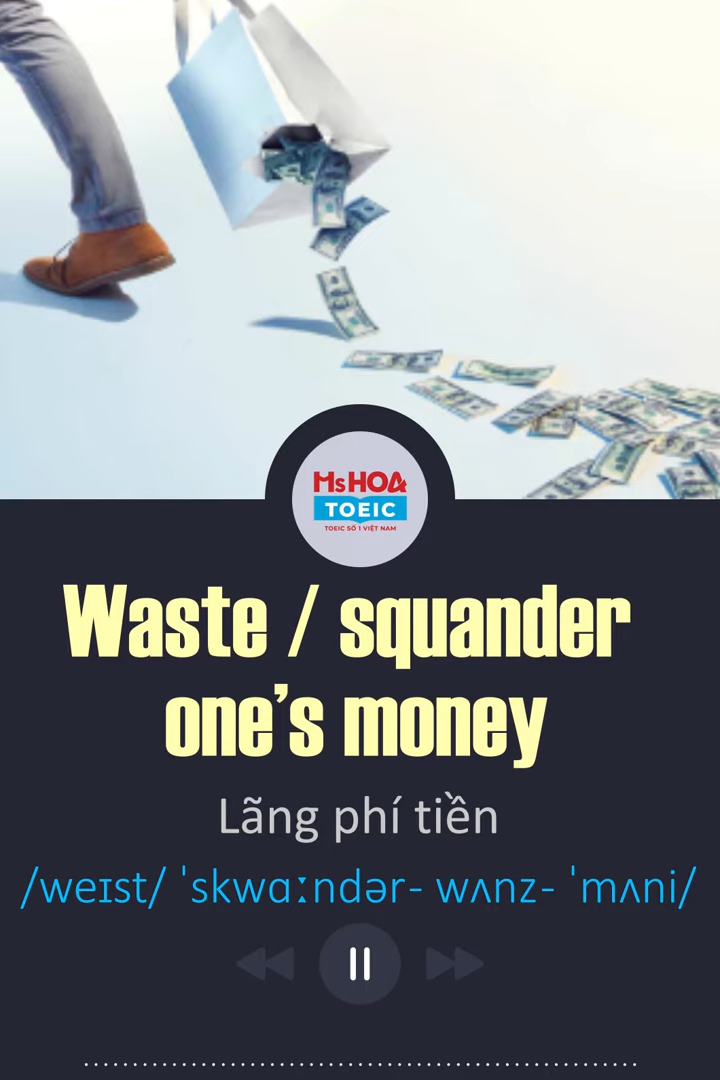 MsHOA
TOEIC
TOEIC SỐ 1 VIỆT NAM
Waste / squander
one’s money
Lãng phí tiền
/weɪst/ ˈskwɑːndər- wʌnz- ˈmʌni/